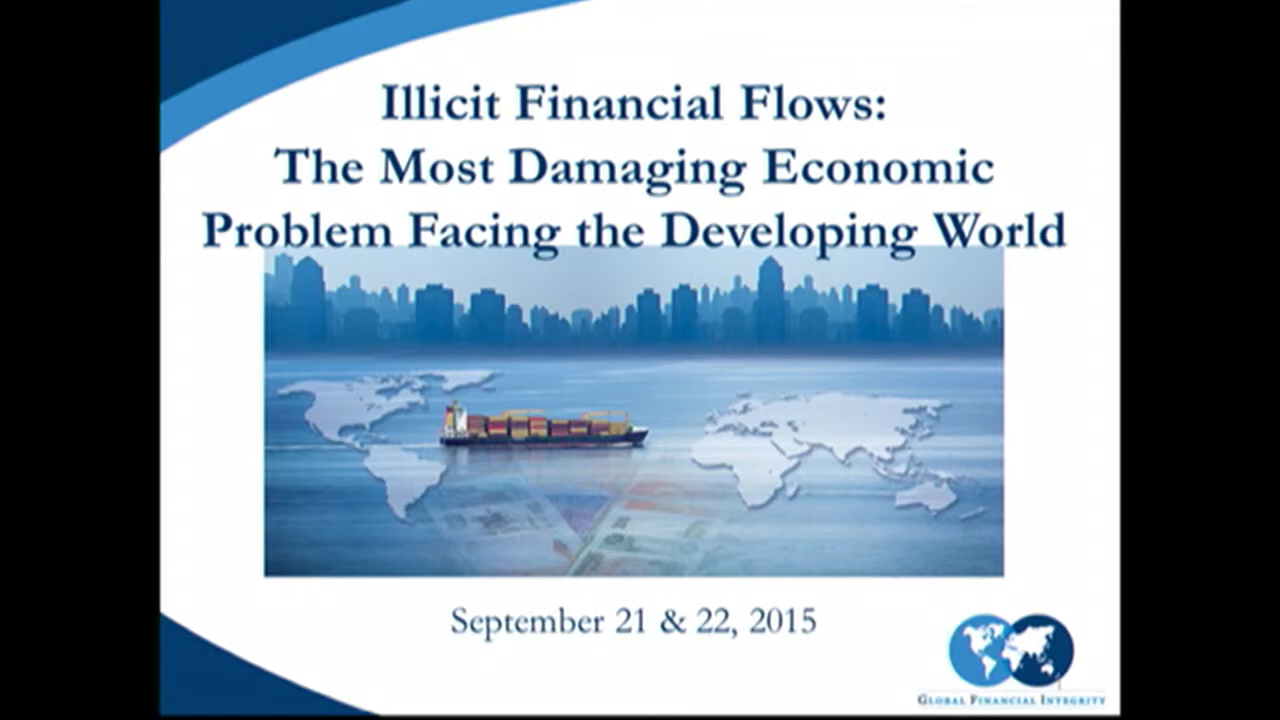 Illicit Financial Flows:
The Most Damaging Economic
Problem Facing the Developing World
September 21 & 22, 2015
GLOBAL FINANCIAL INTEGRITY